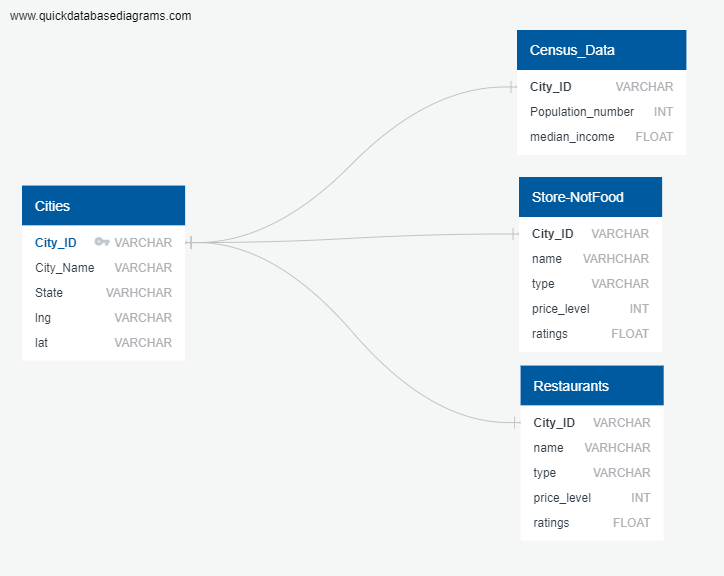 www.quickdatabasediagrams.com
Census_Data
City_ID VARCHAR
Population_number INT
median_income FLOAT
Cities
City_ID VARCHAR
City_Name VARCHAR
State VARHCHAR
lng VARCHAR
lat VARCHAR
Store-NotFood
City_ID VARCHAR
name VARHCHAR
type VARCHAR
price_level INT
ratings FLOAT
Restaurants
City_ID VARCHAR
name VARHCHAR
type VARCHAR
price_level INT
ratings FLOAT